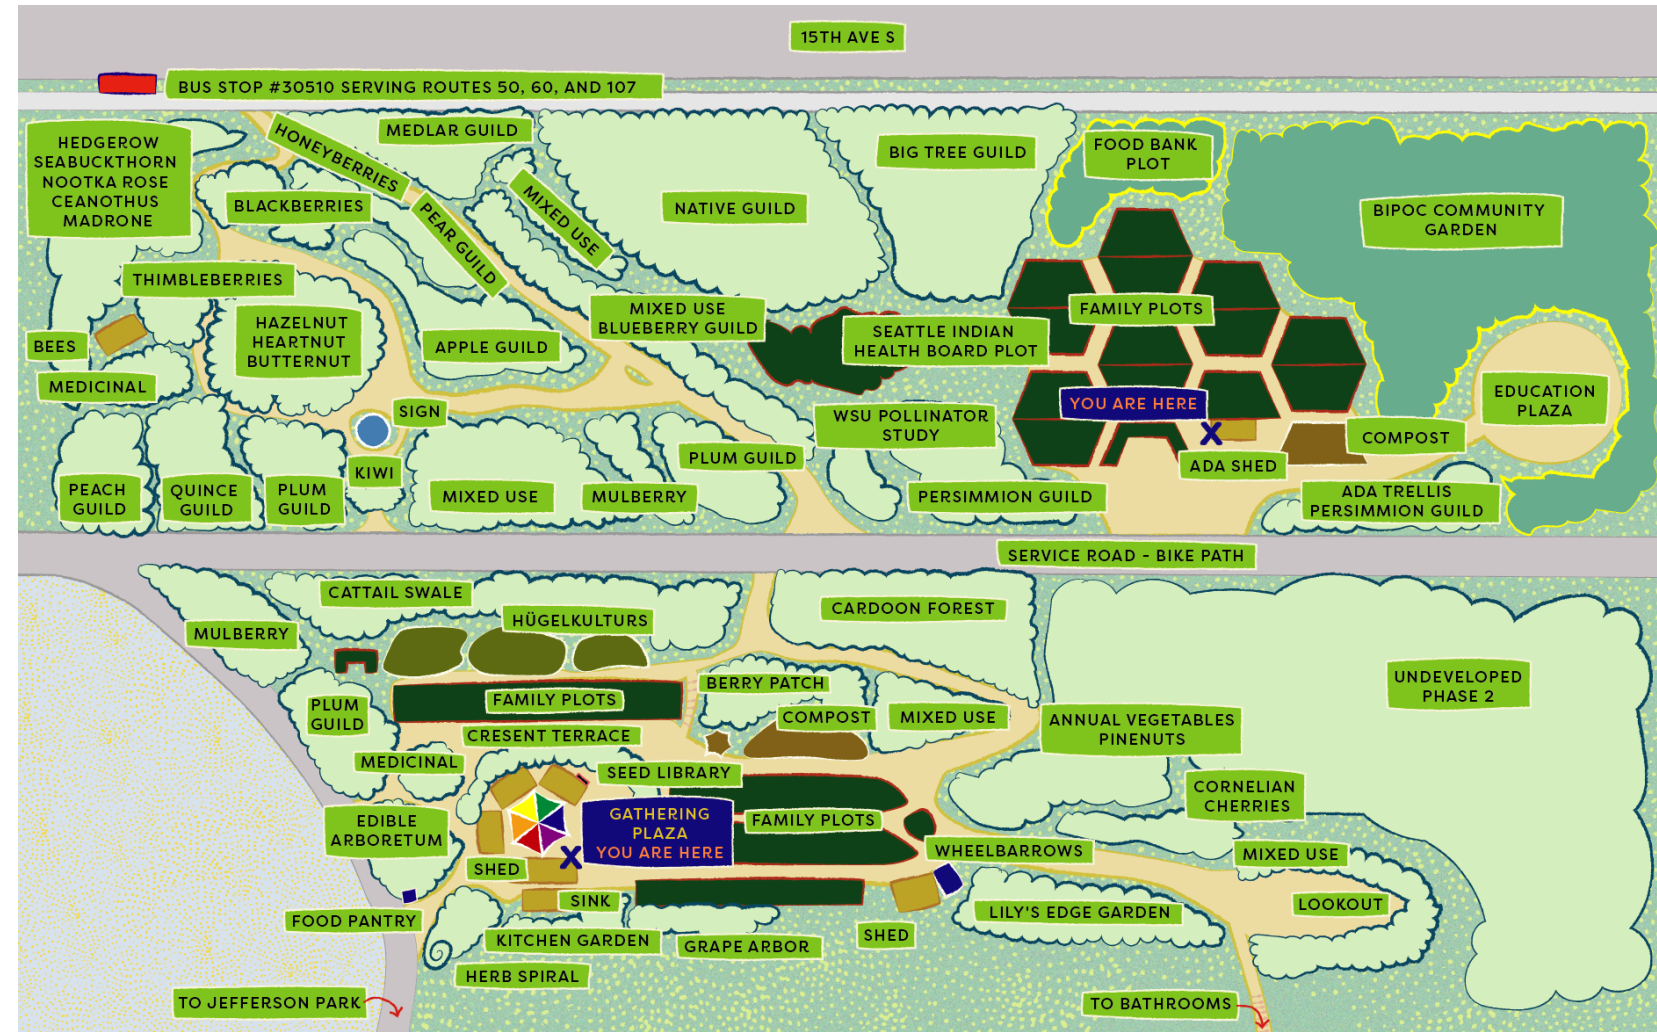 15TH AVE S
BUS STOP #30510 SERVING ROUTES 50, 60, AND 107
HEDGEROW
SEABUCKTHORN
NOOTKA ROSE
CEANOTHUS
MADRONE
HONEYBERRIES
MEDLAR GUILD
BIG TREE GUILD
FOOD BANK
PLOT
BLACKBERRIES
PEAR GUILD
MIXED USE
NATIVE GUILD
BIPOC COMMUNITY
GARDEN
THIMBLEBERRIES
BEES
HAZELNUT
HEARTNUT
BUTTERNUT
APPLE GUILD
MIXED USE
BLUEBERRY GUILD
SEATTLE INDIAN
HEALTH BOARD PLOT
FAMILY PLOTS
MEDICINAL
SIGN
WSU POLLINATOR
STUDY
YOU ARE HERE
EDUCATION
PLAZA
COMPOST
PLUM GUILD
ADA SHED
PEACH
GUILD
QUINCE
GUILD
PLUM
GUILD
KIWI
MIXED USE
MULBERRY
PERSIMMION GUILD
ADA TRELLIS
PERSIMMION GUILD
SERVICE ROAD - BIKE PATH
CATTAIL SWALE
MULBERRY
HÜGELKULTURS
CARDOON FOREST
UNDEVELOPED
PHASE 2
PLUM
GUILD
FAMILY PLOTS
BERRY PATCH
COMPOST
MIXED USE
ANNUAL VEGETABLES
PINENUTS
CRESENT TERRACE
MEDICINAL
SEED LIBRARY
CORNELIAN
CHERRIES
EDIBLE
ARBORETUM
GATHERING
PLAZA
YOU ARE HERE
FAMILY PLOTS
SHED
WHEELBARROWS
MIXED USE
SINK
LILY'S EDGE GARDEN
LOOKOUT
FOOD PANTRY
KITCHEN GARDEN
GRAPE ARBOR
SHED
HERB SPIRAL
TO JEFFERSON PARK
TO BATHROOMS